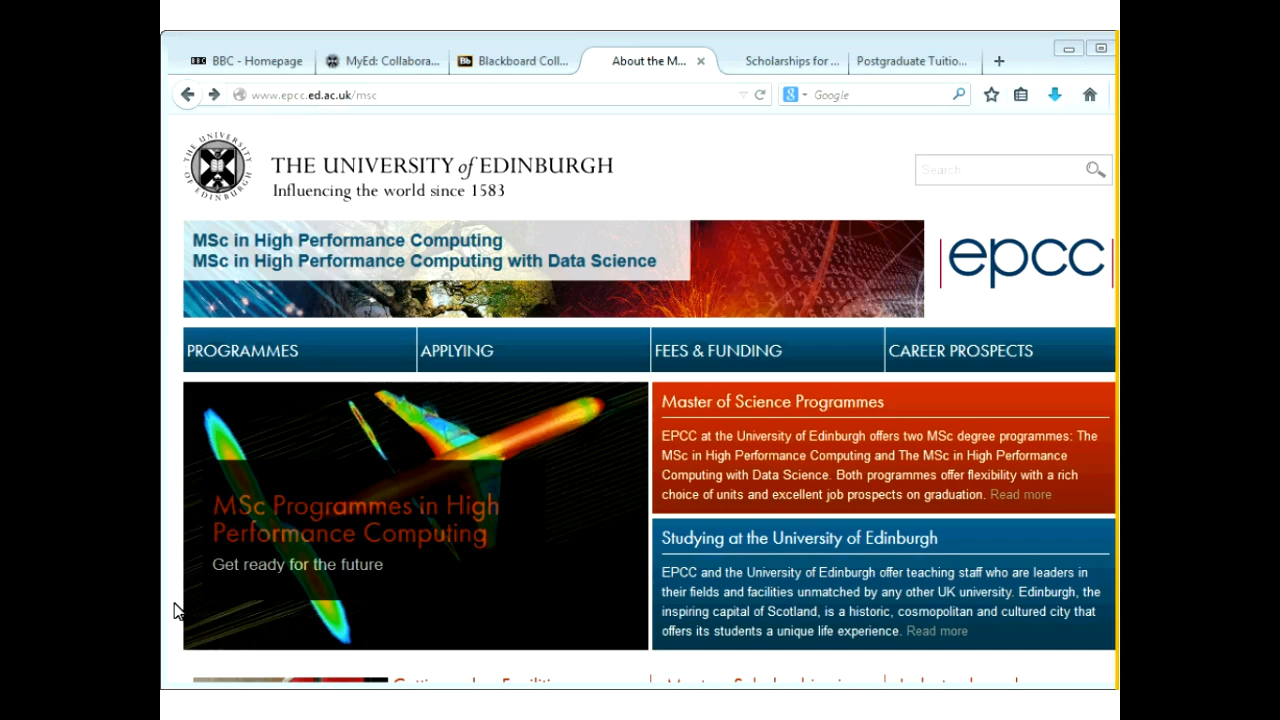 BBC - Homepage
MyEd: Collabora...
Blackboard Coll...
About the M...
Scholarships for ...
Postgraduate Tuitio...
www.epcc.ed.ac.uk/msc
Google
THE UNIVERSITY of EDINBURGH
Influencing the world since 1583
Search
MSc in High Performance Computing
MSc in High Performance Computing with Data Science
epcc
PROGRAMMES
APPLYING
FEES & FUNDING
CAREER PROSPECTS
MSc Programmes in High
Performance Computing
Get ready for the future
Master of Science Programmes
EPCC at the University of Edinburgh offers two MSc degree programmes: The
MSc in High Performance Computing and The MSc in High Performance
Computing with Data Science. Both programmes offer flexibility with a rich
choice of units and excellent job prospects on graduation. Read more
Studying at the University of Edinburgh
EPCC and the University of Edinburgh offer teaching staff who are leaders in
their fields and facilities unmatched by any other UK university. Edinburgh, the
inspiring capital of Scotland, is a historic, cosmopolitan and cultured city that
offers its students a unique life experience. Read more